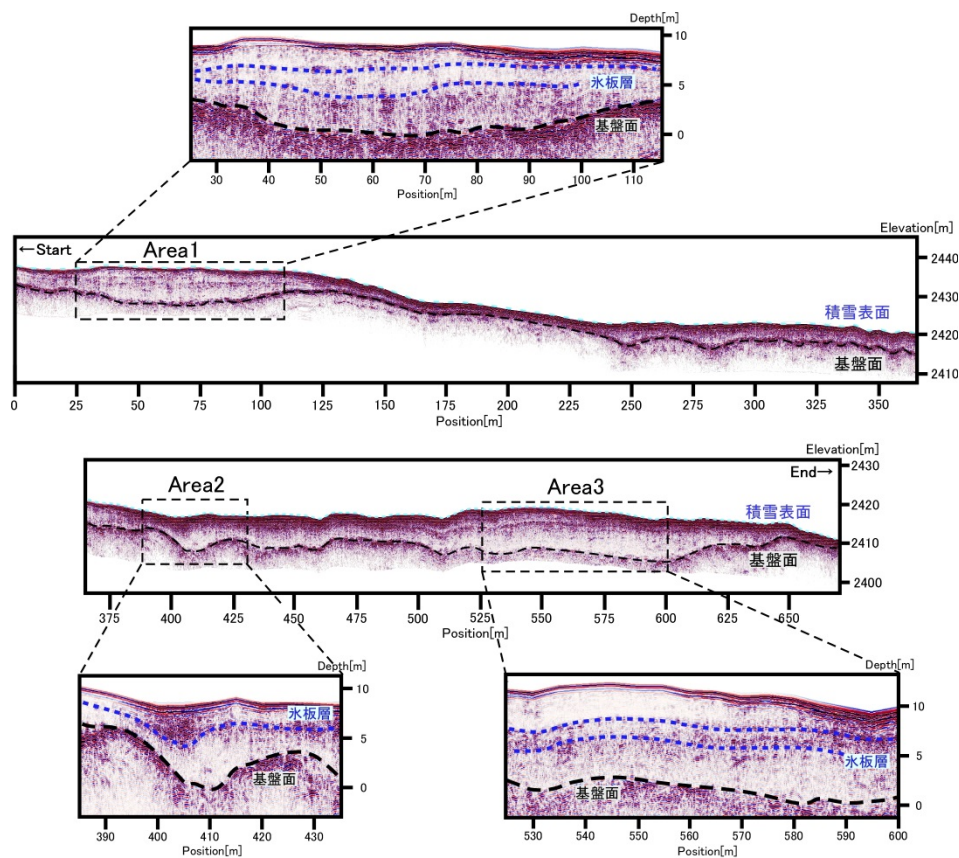 Depth[m]
10
氷板層
5
基盤面
0
30 40 50 60 70 80 90 100 110
Position[m]
Elevation[m]
←Start
Area1
2440
2430
積雪表面
2420
基盤面
2410
0 25 50 75 100 125 150 175 200 225 250 275 300 325 350
Position[m]
Elevation[m]
End→
2430
Area2
Area3
2420
積雪表面
2410
基盤面
2400
375 400 425 450 475 500 525 550 575 600 625 650
Position[m]
Depth[m]
10
氷板層
5
基盤面
0
390 400 410 420 430
Position[m]
Depth[m]
10
5
氷板層
基盤面
0
530 540 550 560 570 580 590 600
Position[m]